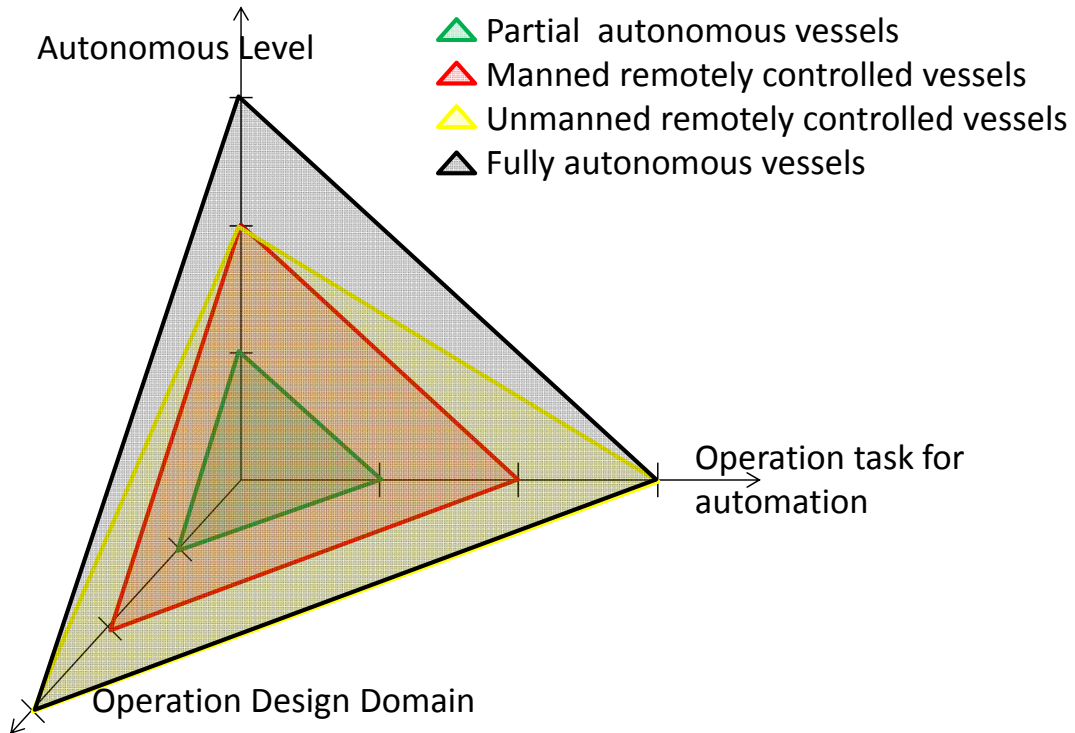 Autonomous Level
Partial  autonomous vessels
Manned remotely controlled vessels
Unmanned remotely controlled vessels
Fully autonomous vessels
Operation task for
automation
Operation Design Domain